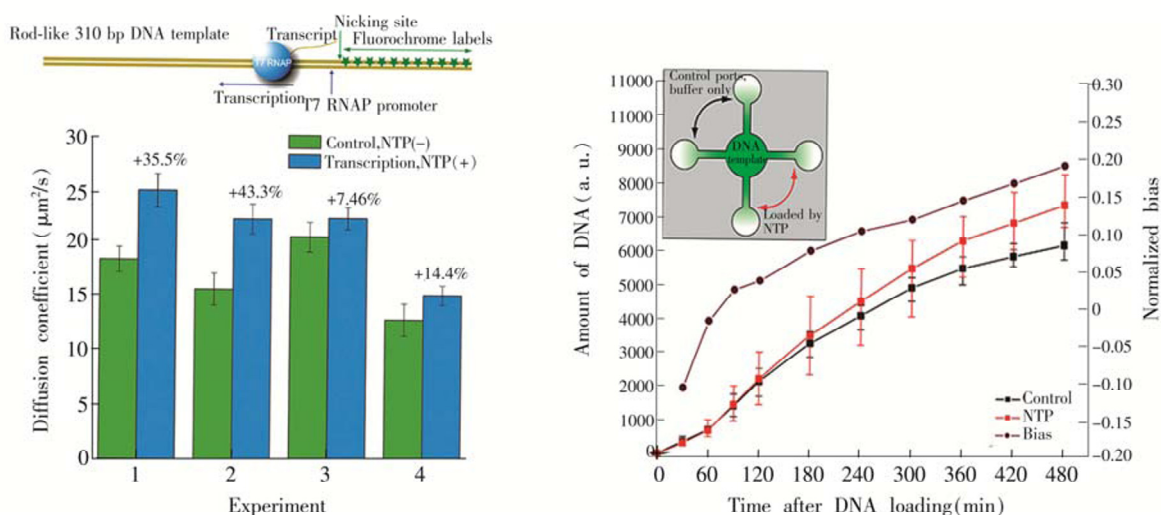 Rod-like 310 bp DNA template
Transcript
Nicking site
Fluorochrome labels
T7 RNAP
Transcription
T7 RNAP promoter
Diffusion conefficient(μm²/s)
30
25
20
15
10
5
0
Control,NTP(-)
Transcription,NTP(+)
+35.5%
+43.3%
+7.46%
+14.4%
1 2 3 4
Experiment
Amount of DNA(a. u.)
11000
10000
9000
8000
7000
6000
5000
4000
3000
2000
1000
0
Control ports,
buffer only
DNA
template
Loaded by
NTP
Control
NTP
Bias
0 60 120 180 240 300 360 420 480
Time after DNA loading(min)
0.30
0.25
0.20
0.15
0.10
0.05
0
-0.05
-0.10
-0.15
-0.20
Normalized bias